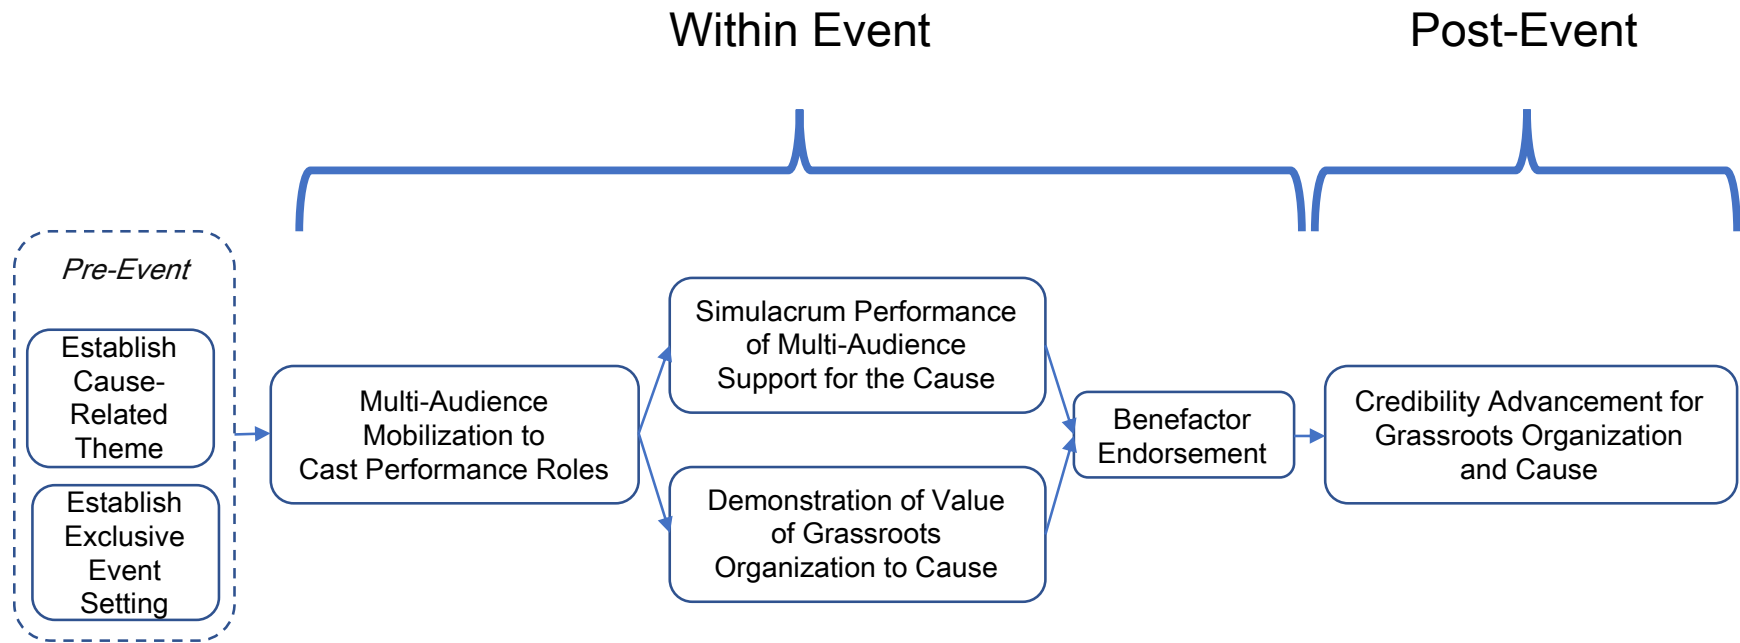 Within Event
Post-Event
Pre-Event
Establish
Cause-
Related
Theme
Establish
Exclusive
Event
Setting
Multi-Audience
Mobilization to
Cast Performance Roles
Simulacrum Performance
of Multi-Audience
Support for the Cause
Demonstration of Value
of Grassroots
Organization to Cause
Benefactor
Endorsement
Credibility Advancement for
Grassroots Organization
and Cause